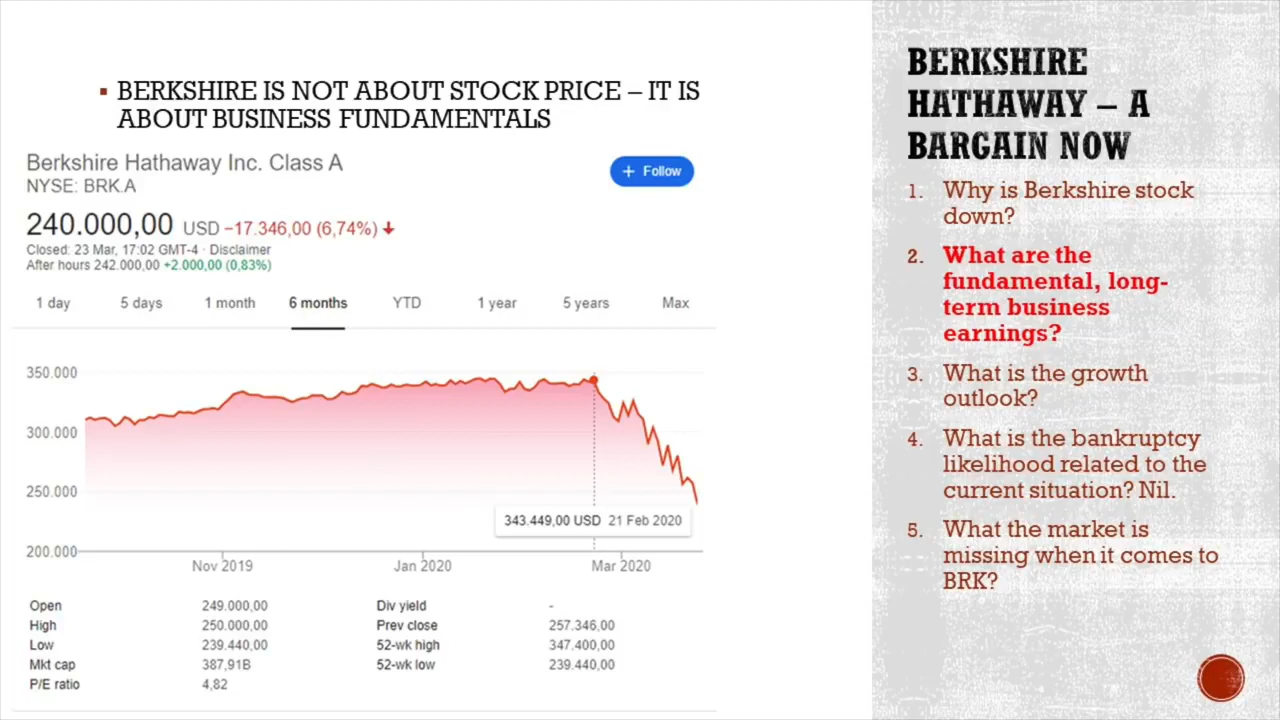 ▪ BERKSHIRE IS NOT ABOUT STOCK PRICE – IT IS
ABOUT BUSINESS FUNDAMENTALS
Berkshire Hathaway Inc. Class A
NYSE: BRK.A
+ Follow
240.000,00 USD −17.346,00 (6,74%)
Closed: 23 Mar, 17:02 GMT-4 · Disclaimer
After hours 242.000,00 +2.000,00 (0,83%)
1 day 5 days 1 month 6 months YTD 1 year 5 years Max
350.000
300.000
250.000
200.000
343.449,00 USD 21 Feb 2020
Nov 2019 Jan 2020 Mar 2020
Open 249.000,00 Div yield -
High 250.000,00 Prev close 257.346,00
Low 239.440,00 52-wk high 347.400,00
Mkt cap 387,91B 52-wk low 239.440,00
P/E ratio 4,82
BERKSHIRE
HATHAWAY – A
BARGAIN NOW
1. Why is Berkshire stock
down?
2. What are the
fundamental, long-
term business
earnings?
3. What is the growth
outlook?
4. What is the bankruptcy
likelihood related to the
current situation? Nil.
5. What the market is
missing when it comes to
BRK?